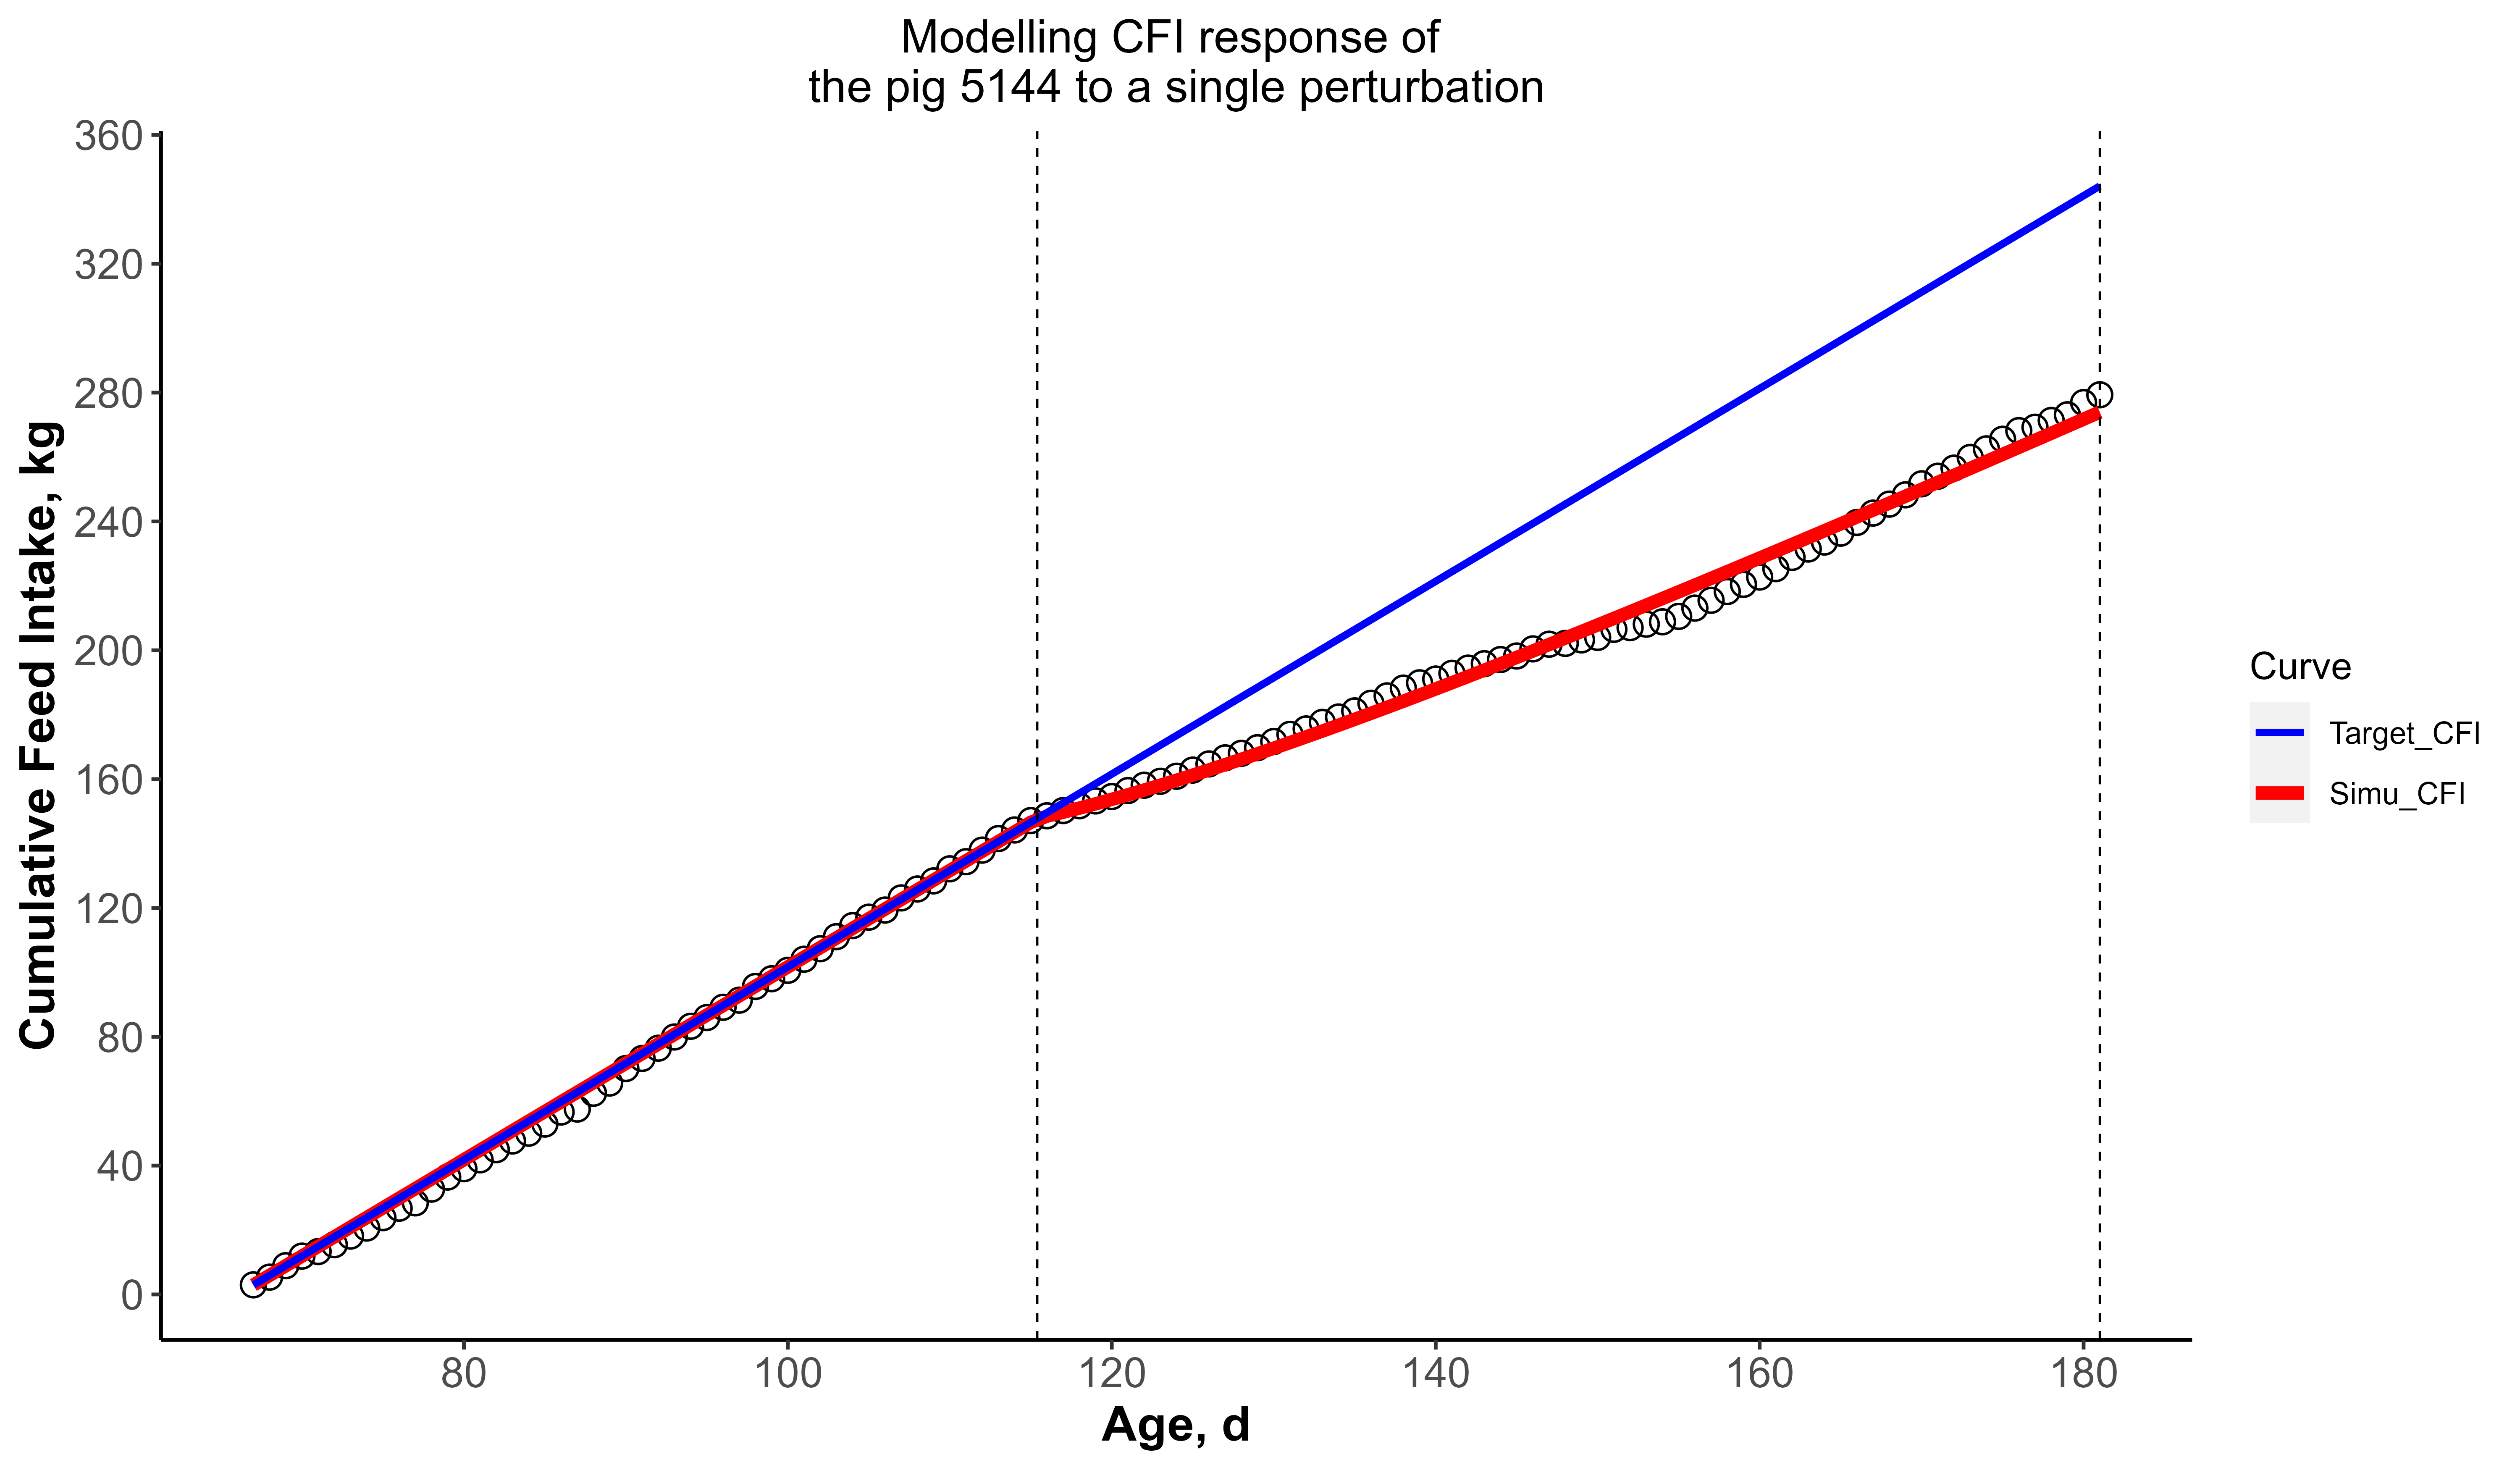 Modelling CFI response of
the pig 5144 to a single perturbation
Cumulative Feed Intake, kg
360
320
280
240
200
160
120
80
40
0
80 100 120 140 160 180
Age, d
Curve
Target_CFI
Simu_CFI